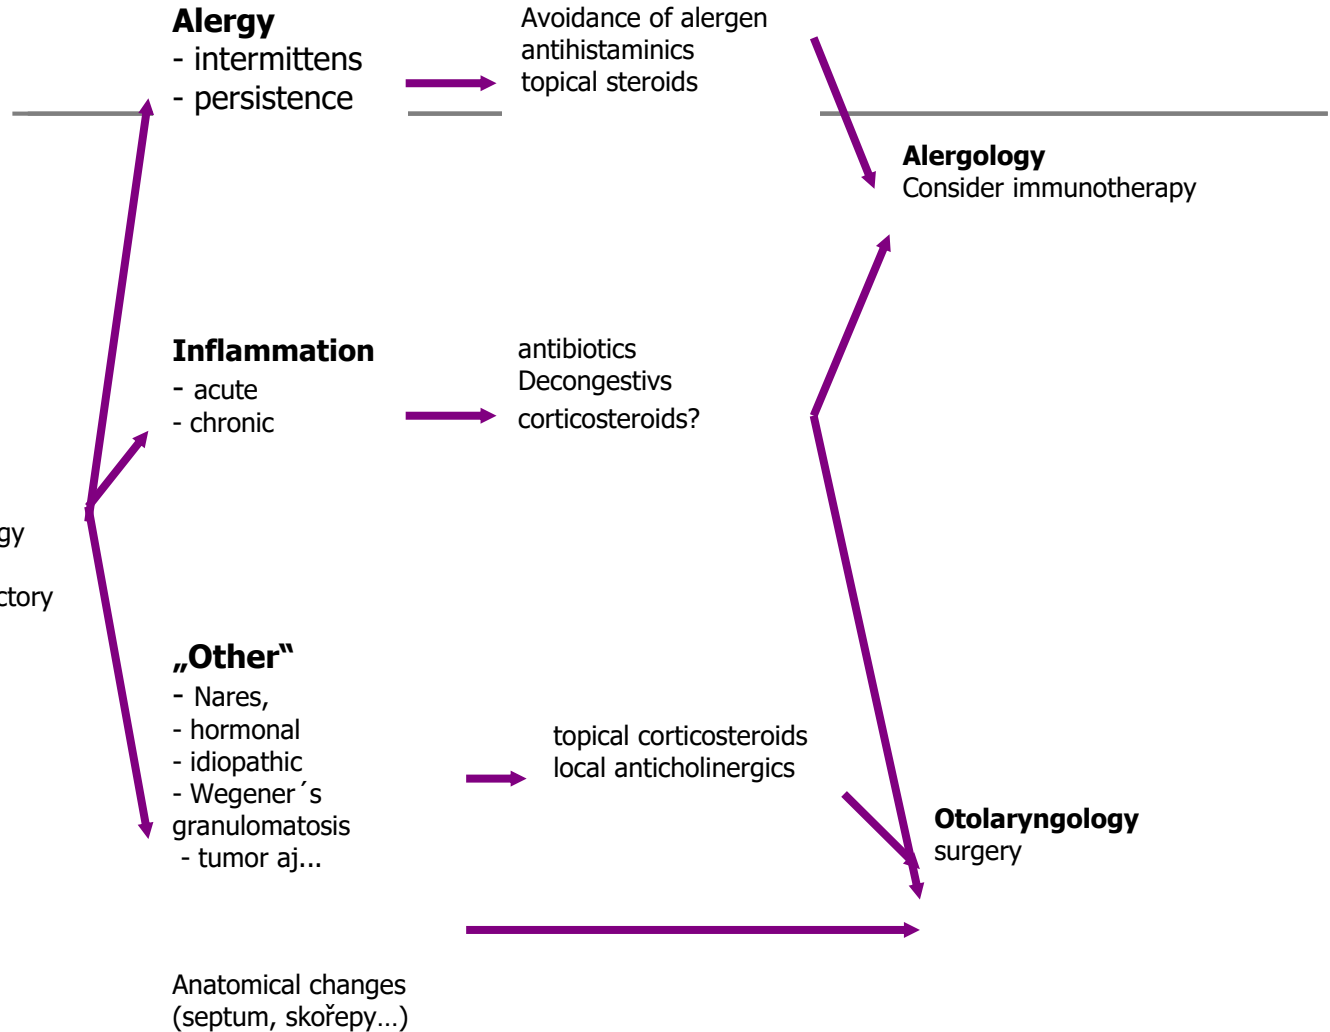 Alergy
- intermittens
- persistence
Avoidance of alergen
antihistaminics
topical steroids
Alergology
Consider immunotherapy
Inflammation
- acute
- chronic
antibiotics
Decongestivs
corticosteroids?
gy
ctory
„Other“
- Nares,
- hormonal
- idiopathic
- Wegener´s
granulomatosis
- tumor aj...
topical corticosteroids
local anticholinergics
Otolaryngology
surgery
Anatomical changes
(septum, skořepy…)